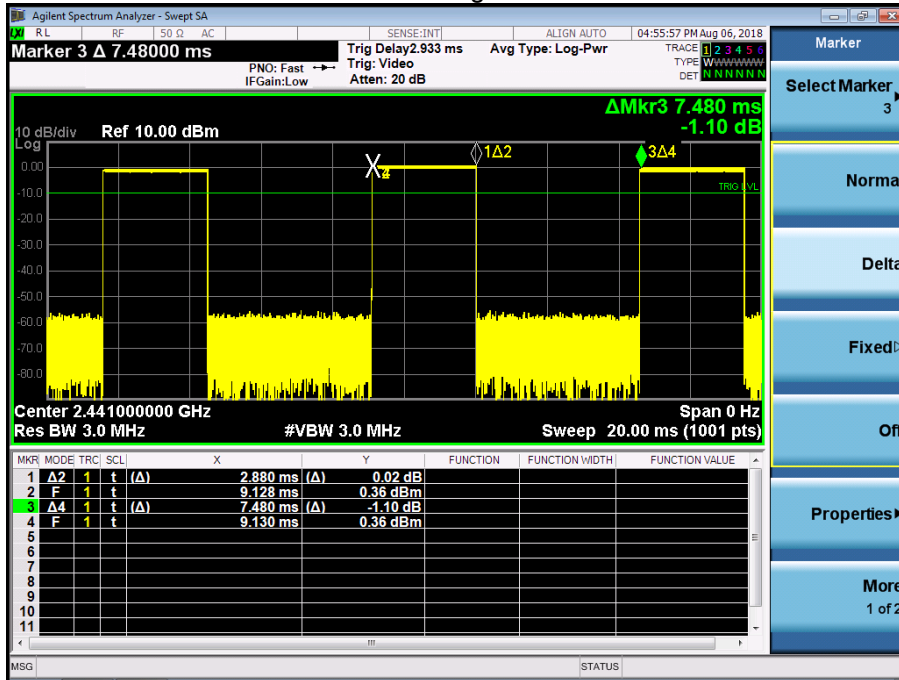 Agilent Spectrum Analyzer - Swept SA
LXI RL RF 50 Ω AC SENSE:INT ALIGN AUTO 04:55:57 PM Aug 06, 2018
Marker 3 Δ 7.48000 ms
PNO: Fast
IFGain:Low
Trig Delay2.933 ms
Trig: Video
Atten: 20 dB
Avg Type: Log-Pwr
TRACE 1 2 3 4 5 6
TYPE WWWWWW
DET N N N N N N
ΔMkr3 7.480 ms
-1.10 dB
10 dB/div Ref 10.00 dBm
Log
1Δ2
3Δ4
4
0.00
TRIG LVL
-10.0
-20.0
-30.0
-40.0
-50.0
-60.0
-70.0
-80.0
Center 2.441000000 GHz Span 0 Hz
Res BW 3.0 MHz #VBW 3.0 MHz Sweep 20.00 ms (1001 pts)
MKR MODE TRC SCL X Y FUNCTION FUNCTION WIDTH FUNCTION VALUE
1 Δ2 1 t (Δ) 2.880 ms (Δ) 0.02 dB
2 F 1 t 9.128 ms 0.36 dBm
3 Δ4 1 t (Δ) 7.480 ms (Δ) -1.10 dB
4 F 1 t 9.130 ms 0.36 dBm
5
6
7
8
9
10
11
MSG STATUS
Marker
Select Marker
3
Norma
Delta
Fixed
Of
Properties
More
1 of 2